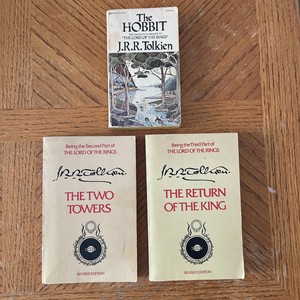 The
HOBBIT
"THE LORD OF THE RINGS"
J.R.R. Tolkien
Being the Second Part of
THE LORD OF THE RINGS
THE TWO
TOWERS
REVISED EDITION
Being the Third Part of
THE LORD OF THE RINGS
THE RETURN
OF THE KING
REVISED EDITION